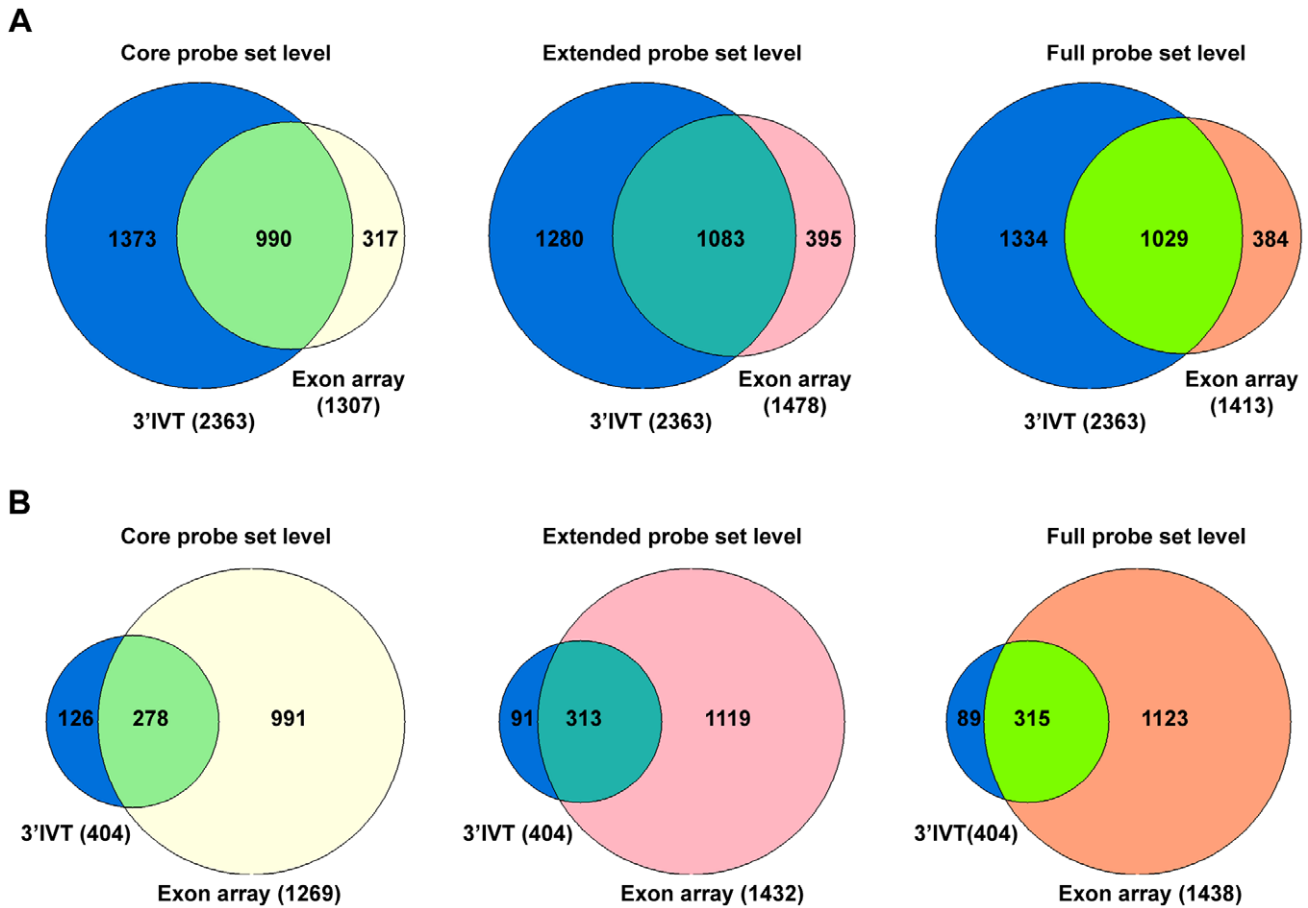 A
Core probe set level
Extended probe set level
Full probe set level
1373
990
317
1280
1083
395
1334
1029
384
Exon array
(1307)
3’IVT (2363)
Exon array
(1478)
3’IVT (2363)
Exon array
(1413)
3’IVT (2363)
B
Core probe set level
Extended probe set level
Full probe set level
126
278
991
91
313
1119
89
315
1123
3’IVT (404)
Exon array (1269)
3’IVT (404)
Exon array (1432)
3’IVT(404)
Exon array (1438)